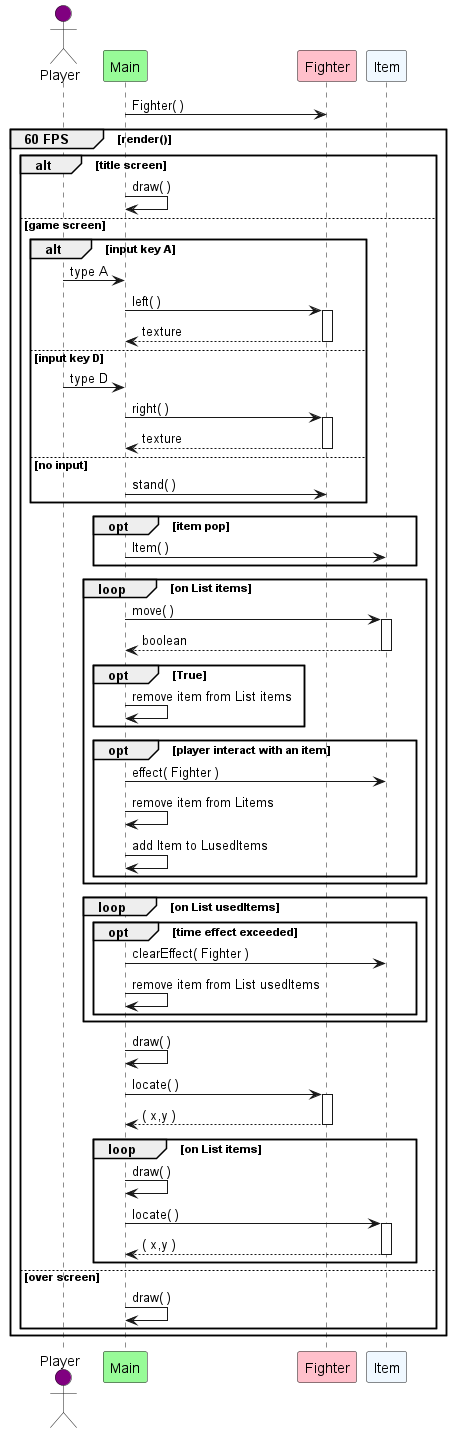 Player
Main
Fighter
Item
Fighter( )
60 FPS [render()]
alt [title screen]
draw( )
[game screen]
alt [input key A]
type A
left( )
texture
[input key D]
type D
right( )
texture
[no input]
stand( )
opt [item pop]
Item( )
loop [on List items]
move( )
boolean
opt [True]
remove item from List items
opt [player interact with an item]
effect( Fighter )
remove item from Litems
add Item to LusedItems
loop [on List usedItems]
opt [time effect exceeded]
clearEffect( Fighter )
remove item from List usedItems
draw( )
locate( )
( x,y )
loop [on List items]
draw( )
locate( )
( x,y )
[over screen]
draw( )
Player
Main
Fighter
Item